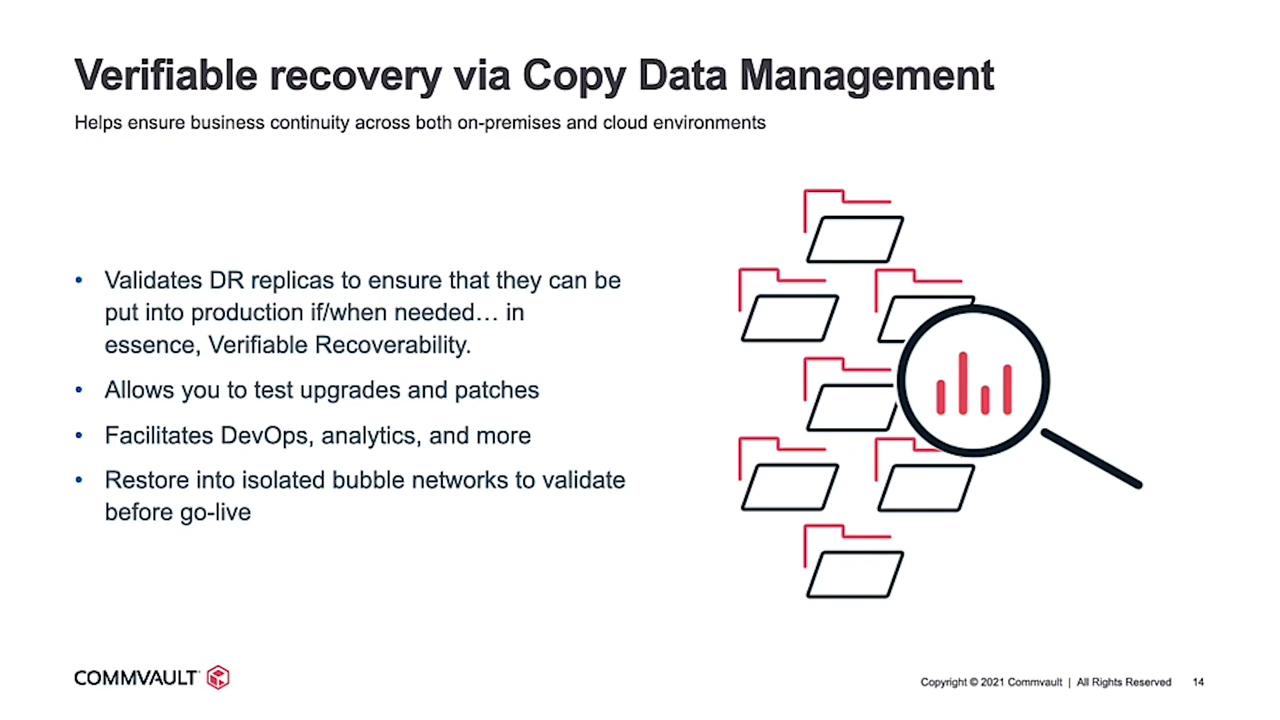 Verifiable recovery via Copy Data Management
Helps ensure business continuity across both on-premises and cloud environments
• Validates DR replicas to ensure that they can be
put into production if/when needed… in
essence, Verifiable Recoverability.
• Allows you to test upgrades and patches
• Facilitates DevOps, analytics, and more
• Restore into isolated bubble networks to validate
before go-live
COMMVAULT
Copyright © 2021 Commvault | All Rights Reserved 14